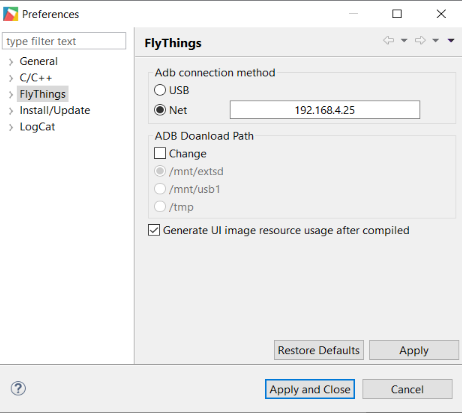 Preferences
type filter text
General
C/C++
FlyThings
Install/Update
LogCat
FlyThings
Adb connection method
USB
Net 192.168.4.25
ADB Doanload Path
Change
/mnt/extsd
/mnt/usb1
/tmp
Generate UI image resource usage after compiled
Restore Defaults Apply
Apply and Close Cancel